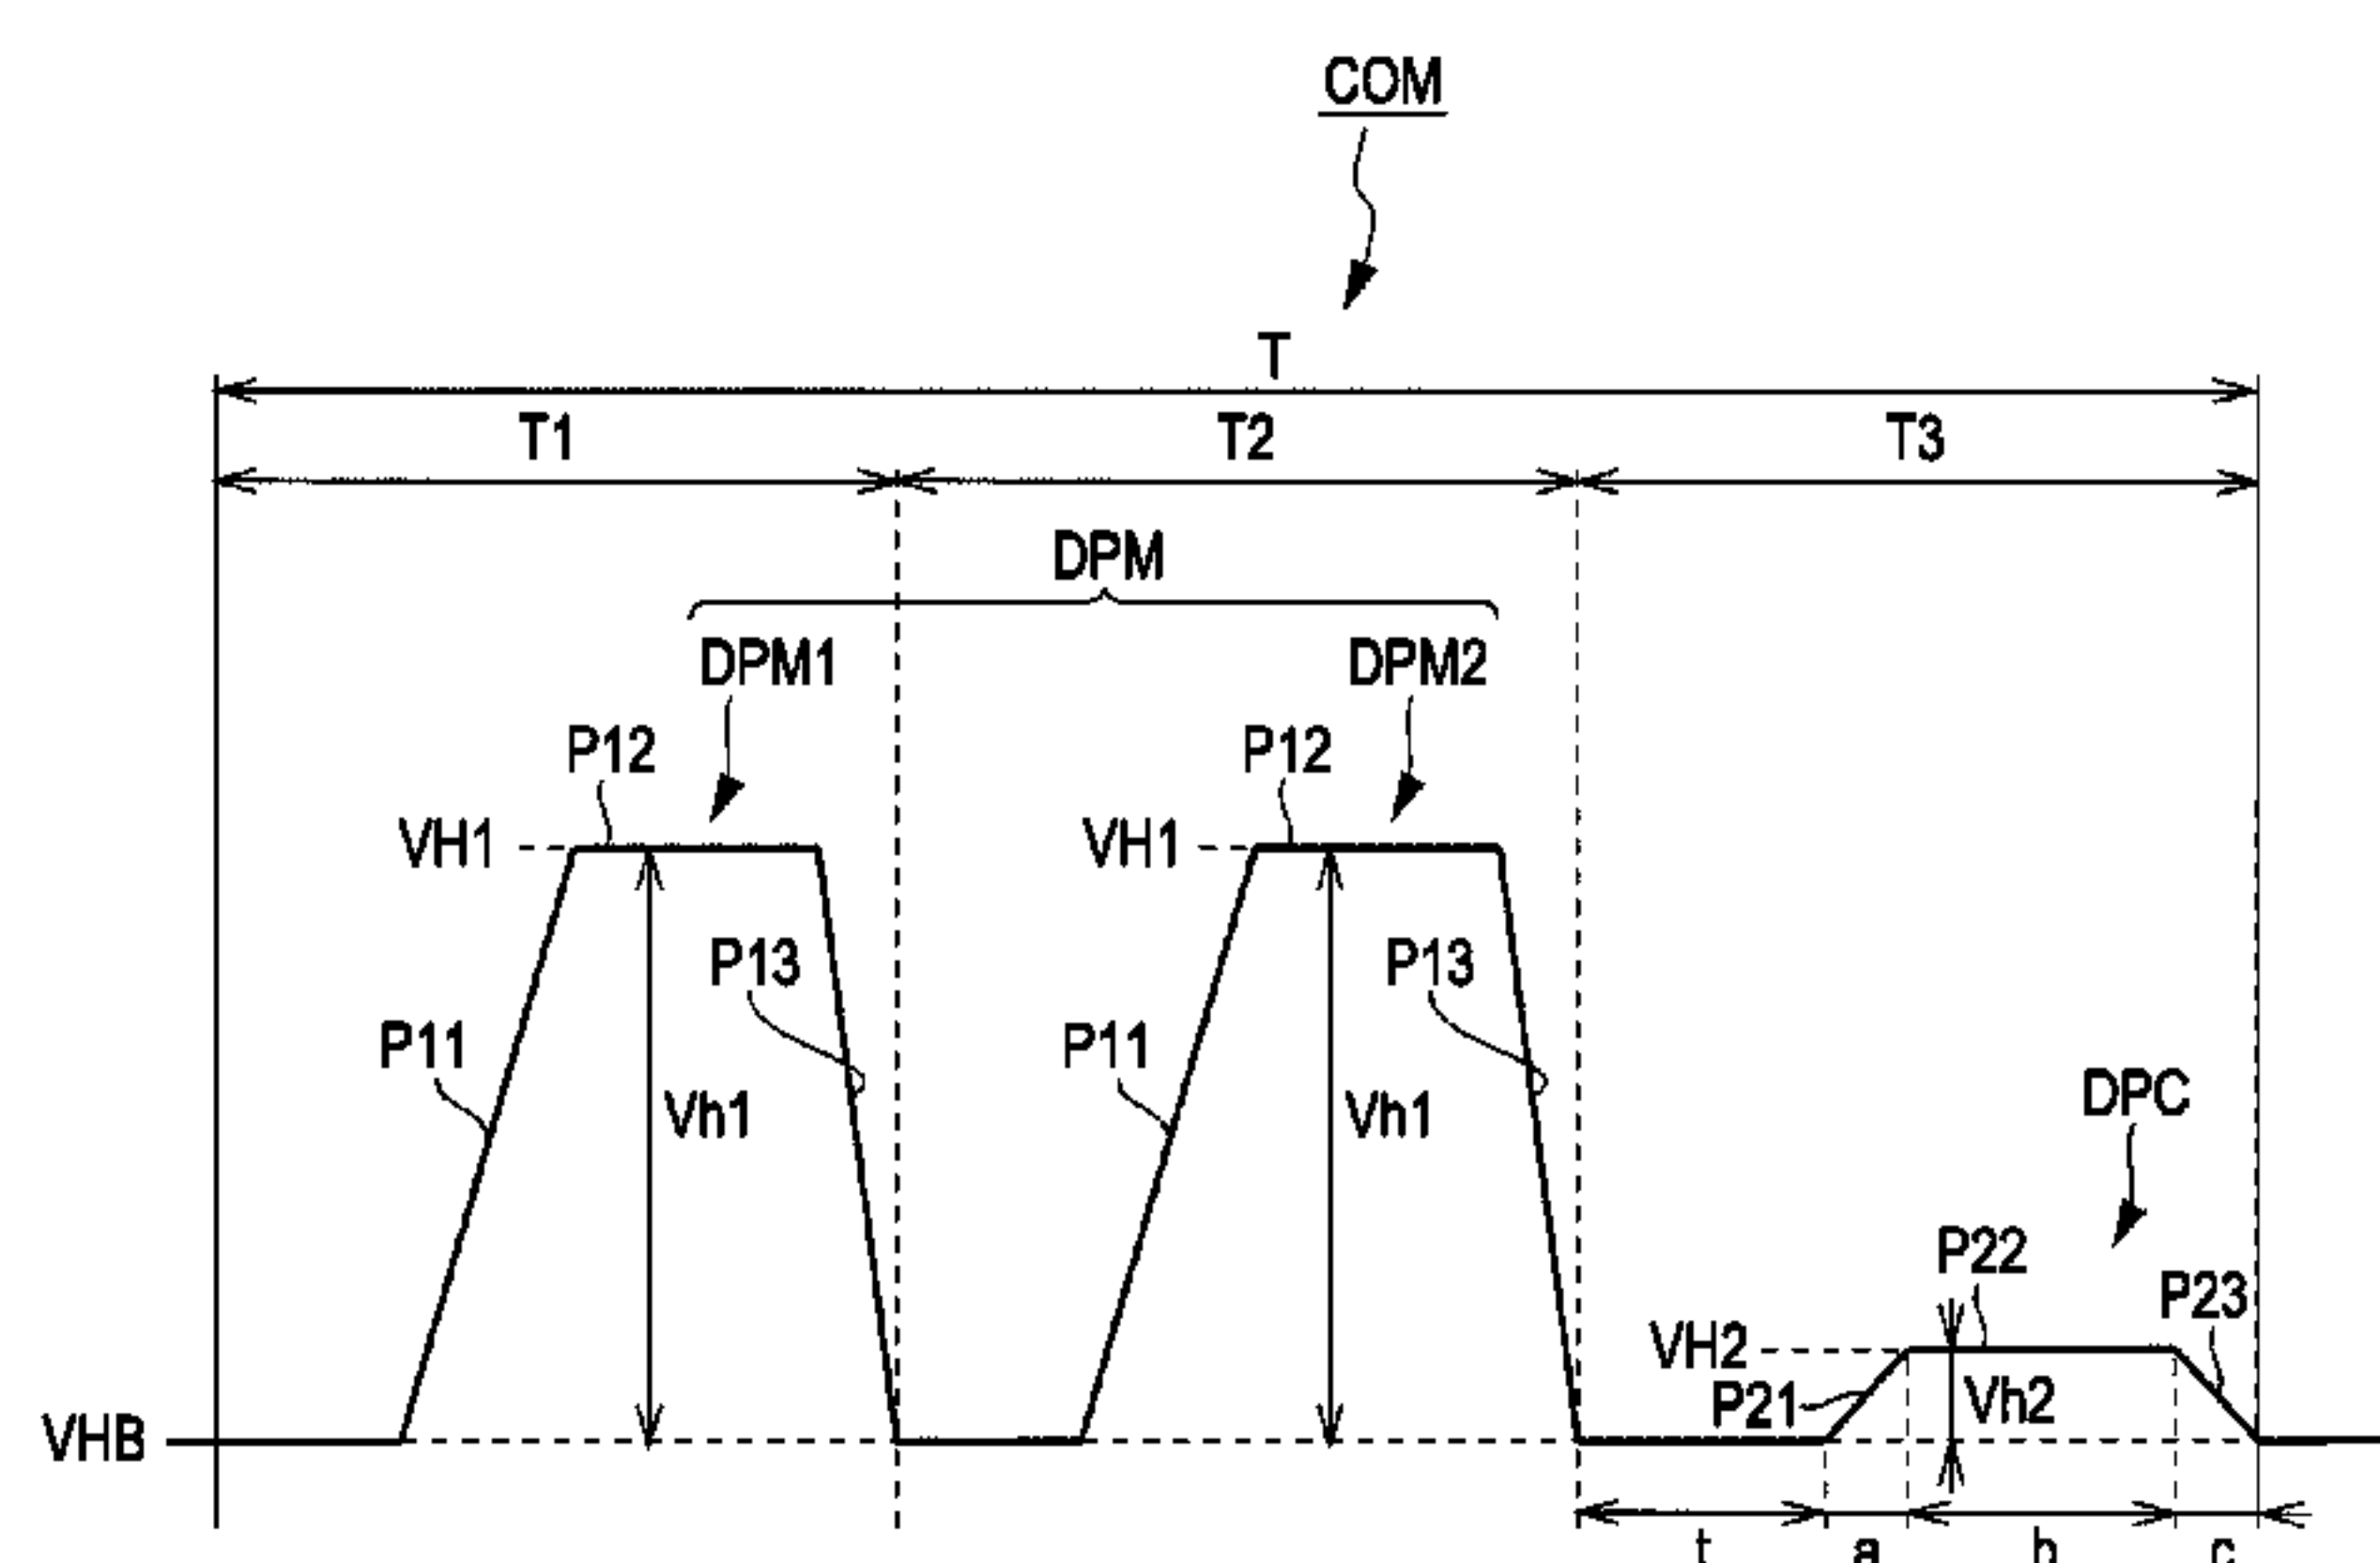 COM
T
T1 T2 T3
DPM
DPM1 DPM2
P12 P12
VH1 VH1
P13 P13
P11 P11
Vh1 Vh1
DPC
P22
P23
VH2
P21 Vh2
VHB
t a b c